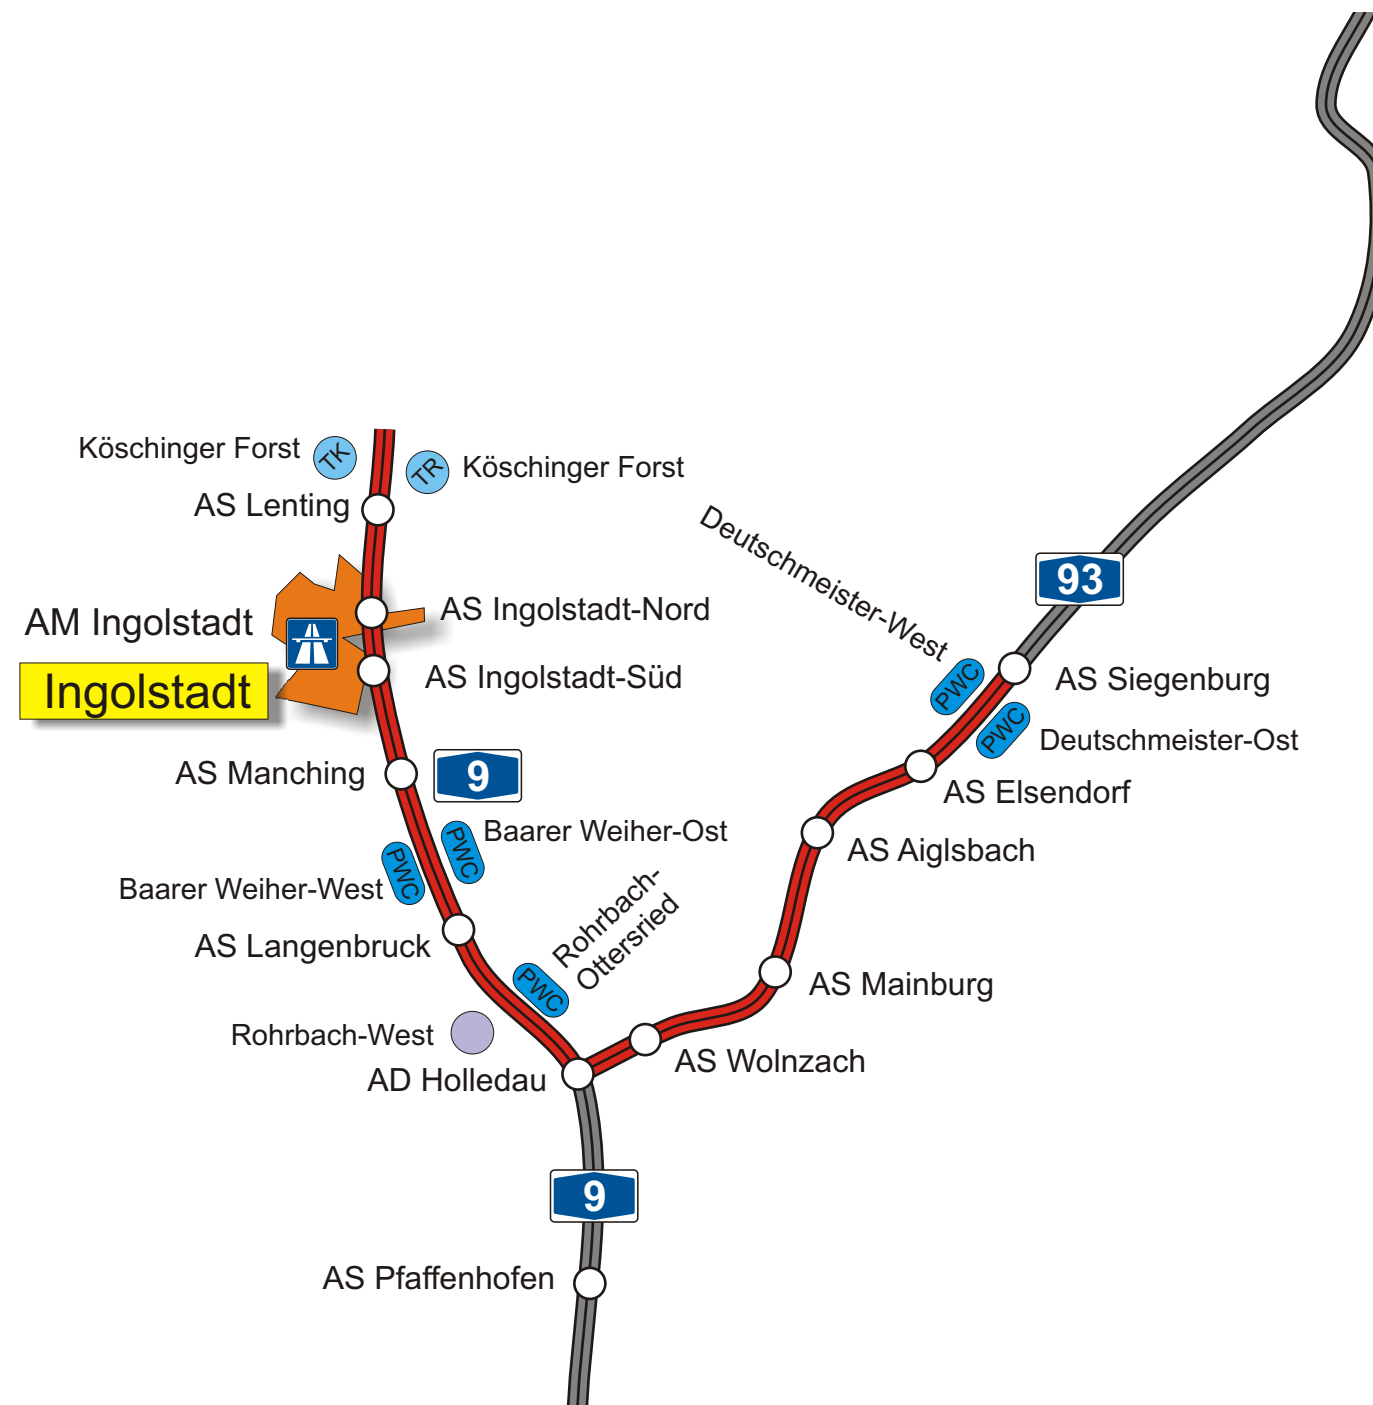 Köschinger Forst
TK
TR
Köschinger Forst
AS Lenting
Deutschmeister-West
93
AM Ingolstadt
AS Ingolstadt-Nord
Ingolstadt
AS Ingolstadt-Süd
PWC
AS Siegenburg
PWC
Deutschmeister-Ost
AS Manching
9
AS Elsendorf
PWC
Baarer Weiher-Ost
AS Aiglsbach
PWC
Baarer Weiher-West
AS Langenbruck
Rohrbach-
Ottersried
PWC
AS Mainburg
Rohrbach-West
AS Wolnzach
AD Holledau
9
AS Pfaffenhofen